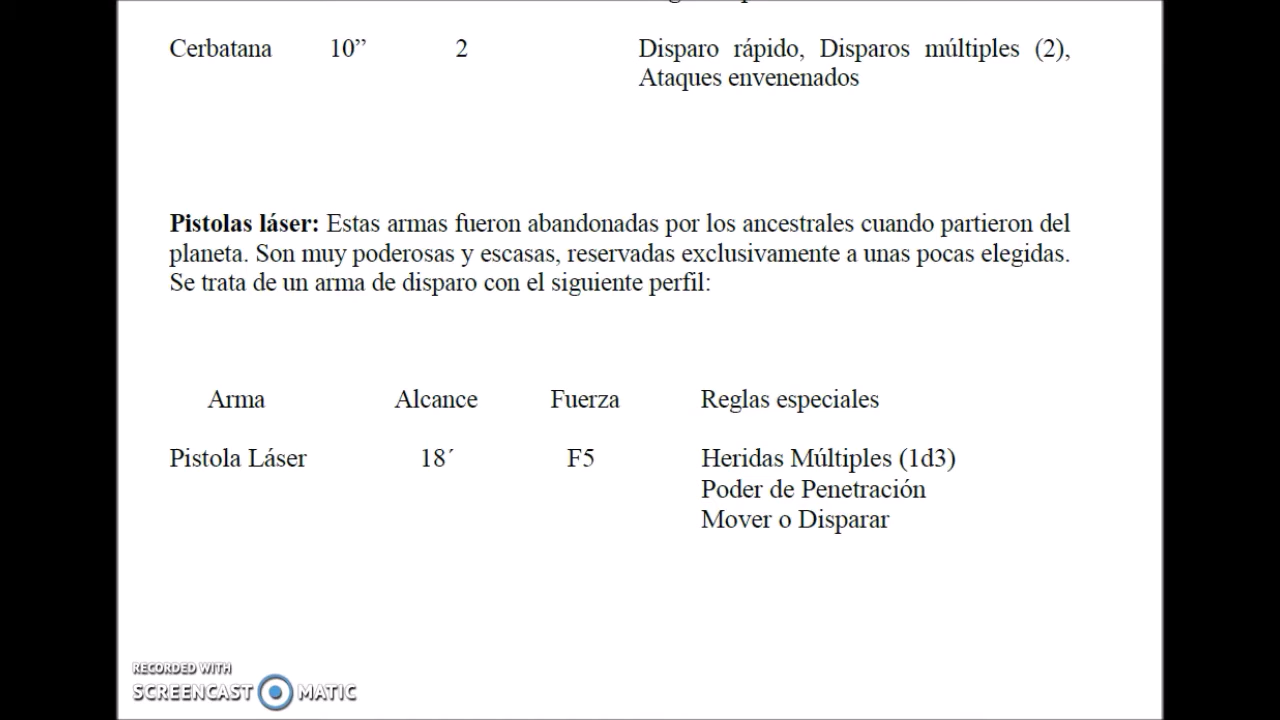 Cerbatana 10” 2 Disparo rápido, Disparos múltiples (2),
Ataques envenenados
Pistolas láser: Estas armas fueron abandonadas por los ancestrales cuando partieron del
planeta. Son muy poderosas y escasas, reservadas exclusivamente a unas pocas elegidas.
Se trata de un arma de disparo con el siguiente perfil:
Arma Alcance Fuerza Reglas especiales
Pistola Láser 18´ F5 Heridas Múltiples (1d3)
Poder de Penetración
Mover o Disparar
RECORDED WITH
SCREENCAST MATIC